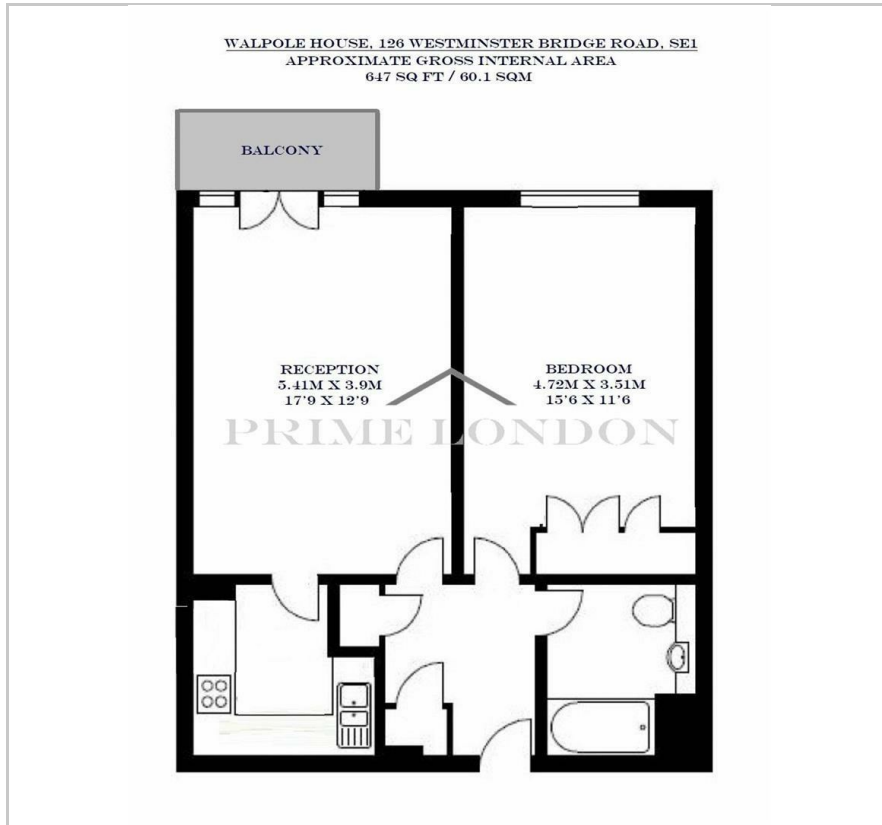 WALPOLE HOUSE, 126 WESTMINSTER BRIDGE ROAD, SE1
APPROXIMATE GROSS INTERNAL AREA
647 SQ FT / 60.1 SQM
BALCONY
RECEPTION
5.41M X 3.9M
17'9 X 12'9
BEDROOM
4.72M X 3.51M
15'6 X 11'6
PRIME LONDON